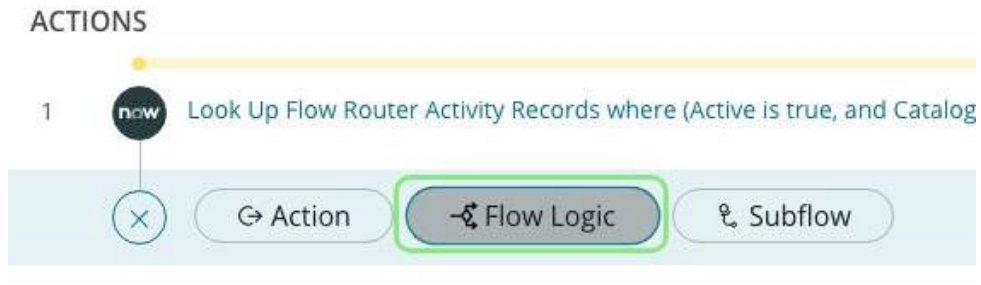 ACTIONS
1 now Look Up Flow Router Activity Records where (Active is true, and Catalog
Action Flow Logic Subflow